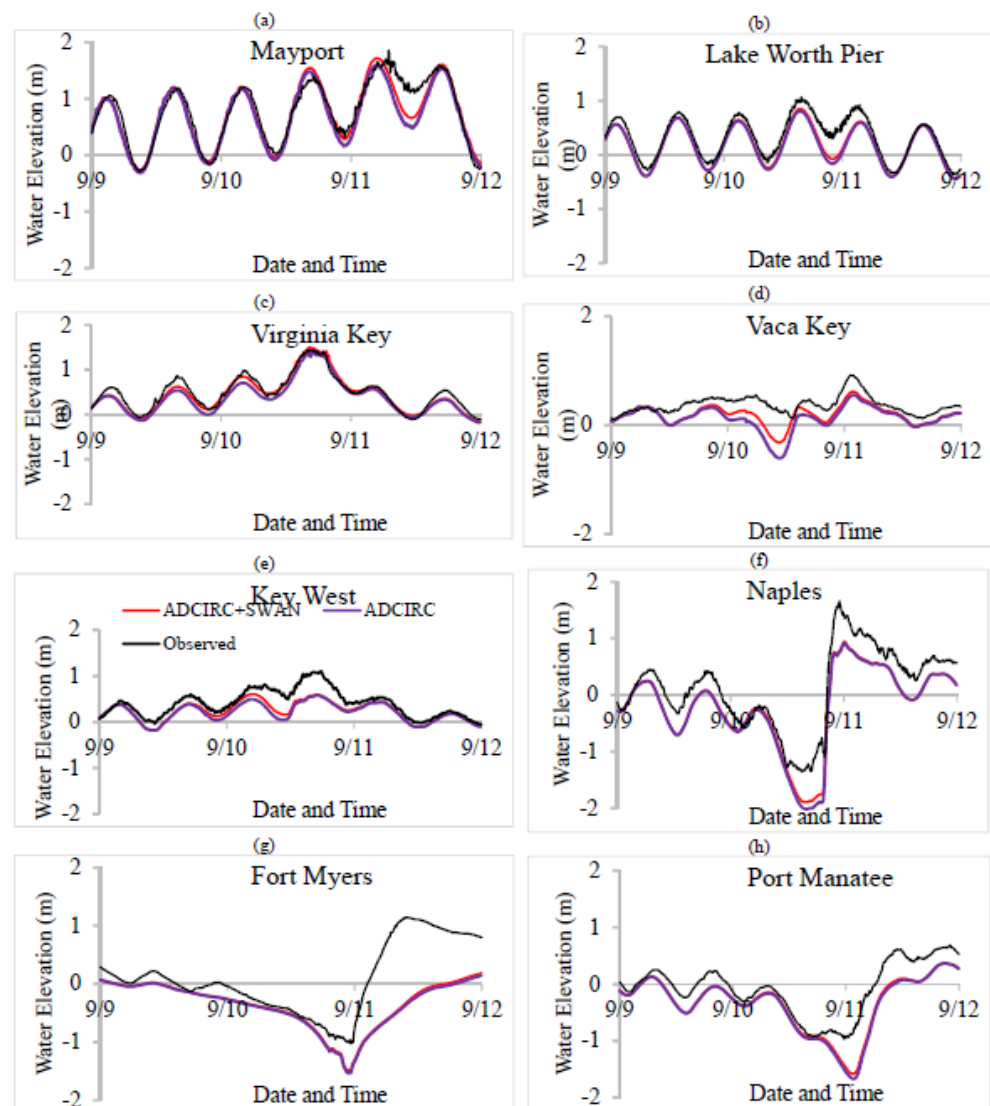 (a)
Mayport
Water Elevation (m)
2
1
0
-1
-2
9/9
9/10
9/11
9/12
Date and Time
(b)
Lake Worth Pier
Water Elevation
(m)
2
1
0
-1
-2
9/9
9/10
9/11
9/12
Date and Time
(c)
Virginia Key
Water Elevation
(m)
2
1
0
-1
-2
9/9
9/10
9/11
9/12
Date and Time
(d)
Vaca Key
Water Elevation
(m)
2
0
-2
9/9
9/10
9/11
9/12
Date and Time
(e)
Key West
ADCIRC+SWAN
ADCIRC
Observed
Water Elevation (m)
2
1
0
-1
-2
9/9
9/10
9/11
9/12
Date and Time
(f)
Naples
Water Elevation (m)
2
1
0
-1
-2
9/9
9/10
9/11
9/12
Date and Time
(g)
Fort Myers
Water Elevation (m)
2
1
0
-1
-2
9/9
9/10
9/11
9/12
Date and Time
(h)
Port Manatee
Water Elevation (m)
2
1
0
-1
-2
9/9
9/10
9/11
9/12
Date and Time